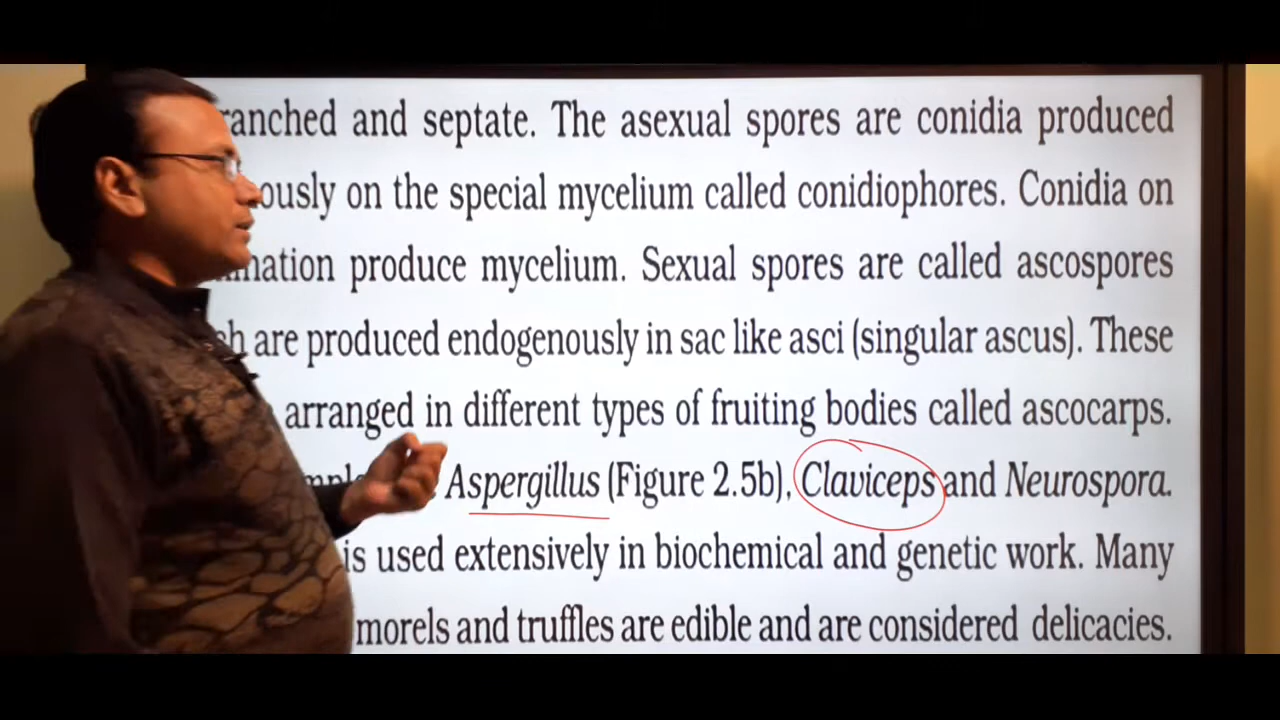 ranched and septate. The asexual spores are conidia produced
ously on the special mycelium called conidiophores. Conidia on
ination produce mycelium. Sexual spores are called ascospores
ch are produced endogenously in sac like asci (singular ascus). These
arranged in different types of fruiting bodies called ascocarps.
Aspergillus (Figure 2.5b), Claviceps and Neurospora.
is used extensively in biochemical and genetic work. Many
morels and truffles are edible and are considered delicacies.